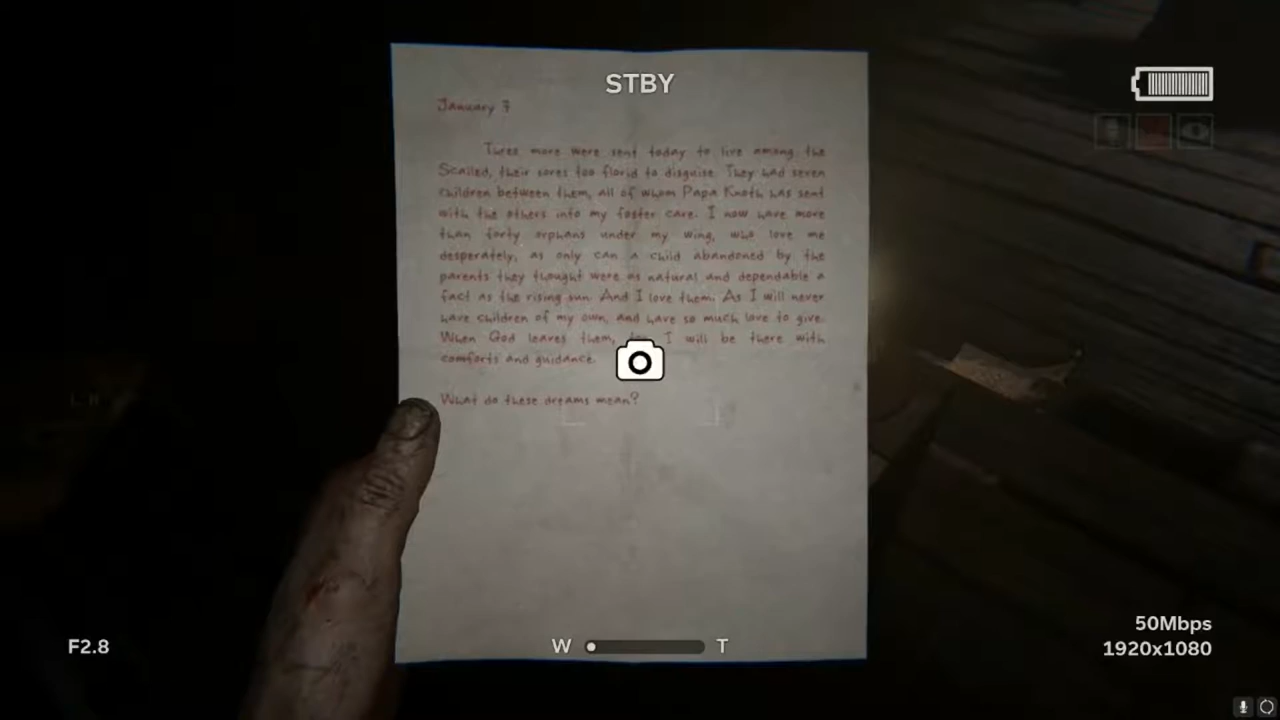 STBY
January 7
Three more were sent today to live among the
Scalled, their sores too florid to disguise. They had seven
children between them, all of whom Papa Knoth has sent
with the others into my foster care. I now have more
than forty orphans under my wing, who love me
desperately, as only can a child abandoned by the
parents they thought were as natural and dependable a
fact as the rising sun. And I love them. As I will never
have children of my own, and have so much love to give.
When God leaves them, I will be there with
comforts and guidance.
What do these dreams mean?
F2.8
W T
50Mbps
1920x1080